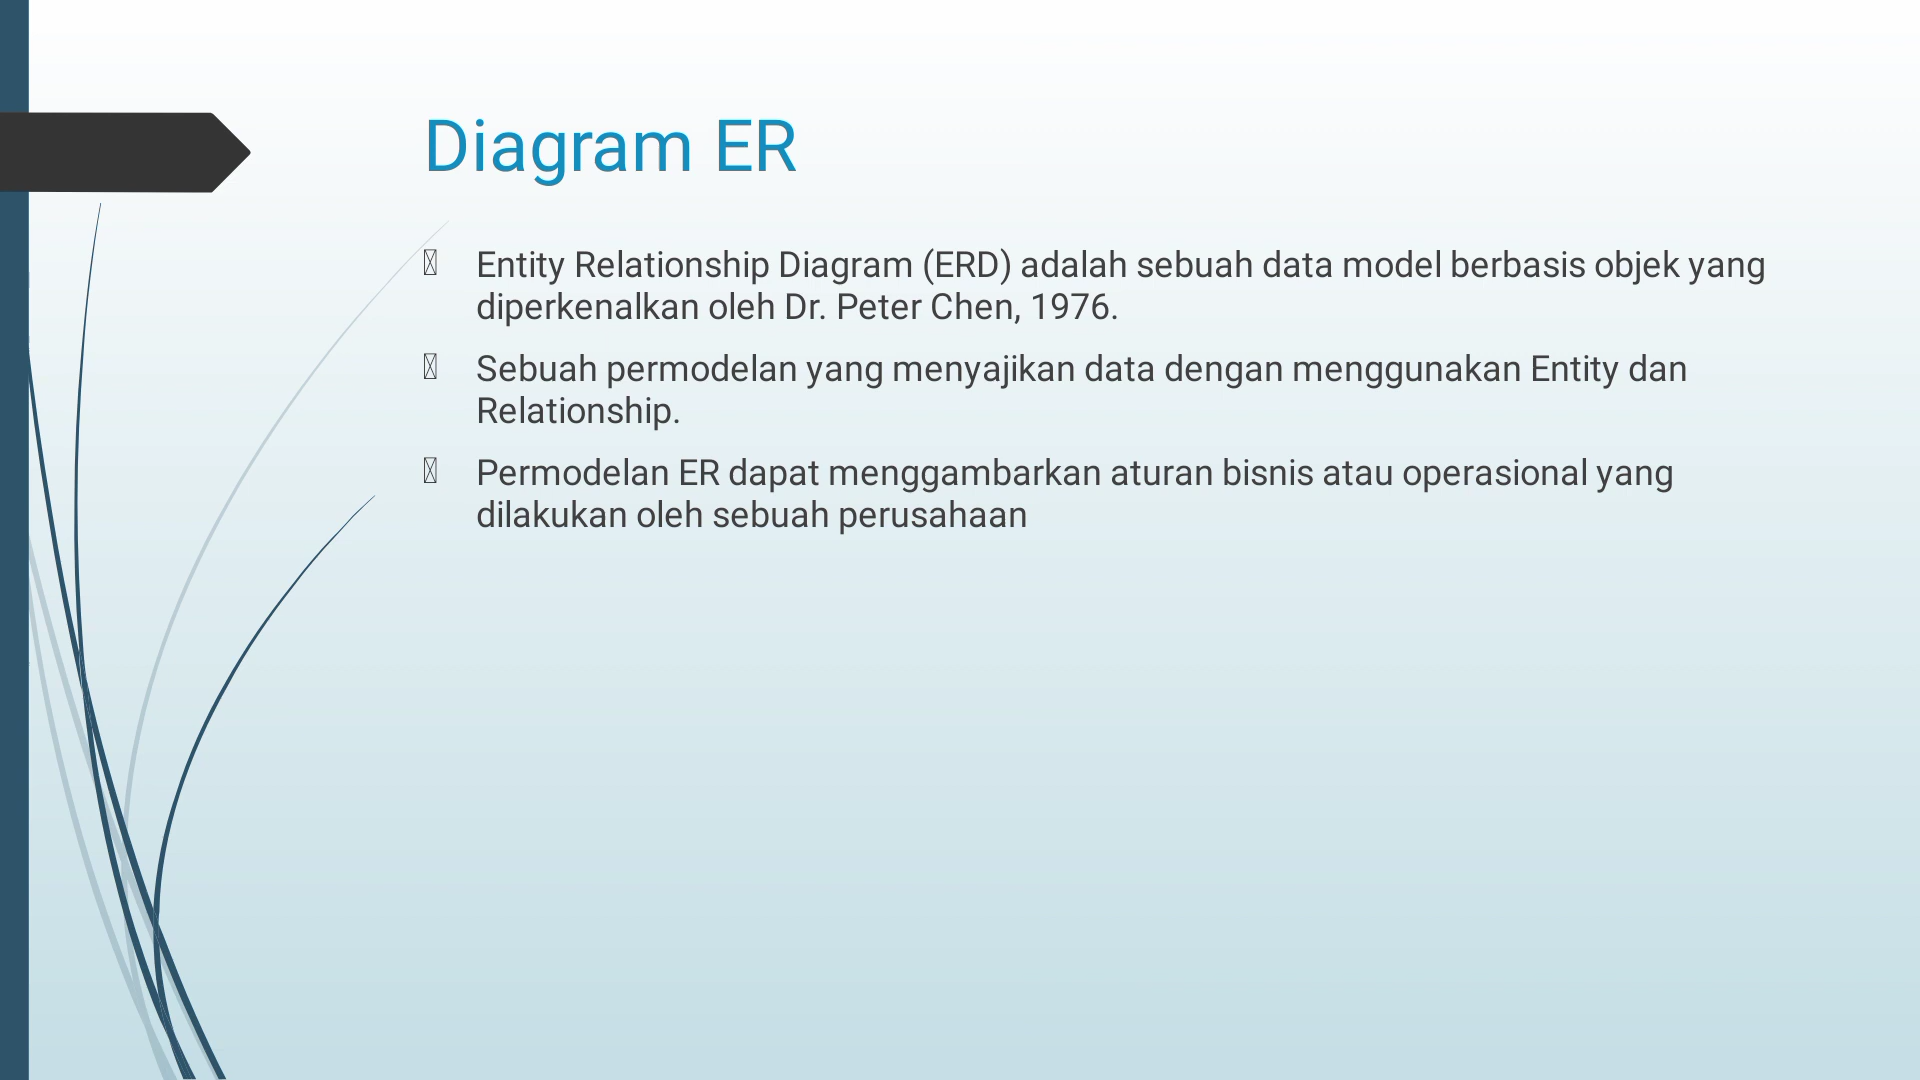 Diagram ER
Entity Relationship Diagram (ERD) adalah sebuah data model berbasis objek yang
diperkenalkan oleh Dr. Peter Chen, 1976.
Sebuah permodelan yang menyajikan data dengan menggunakan Entity dan
Relationship.
Permodelan ER dapat menggambarkan aturan bisnis atau operasional yang
dilakukan oleh sebuah perusahaan